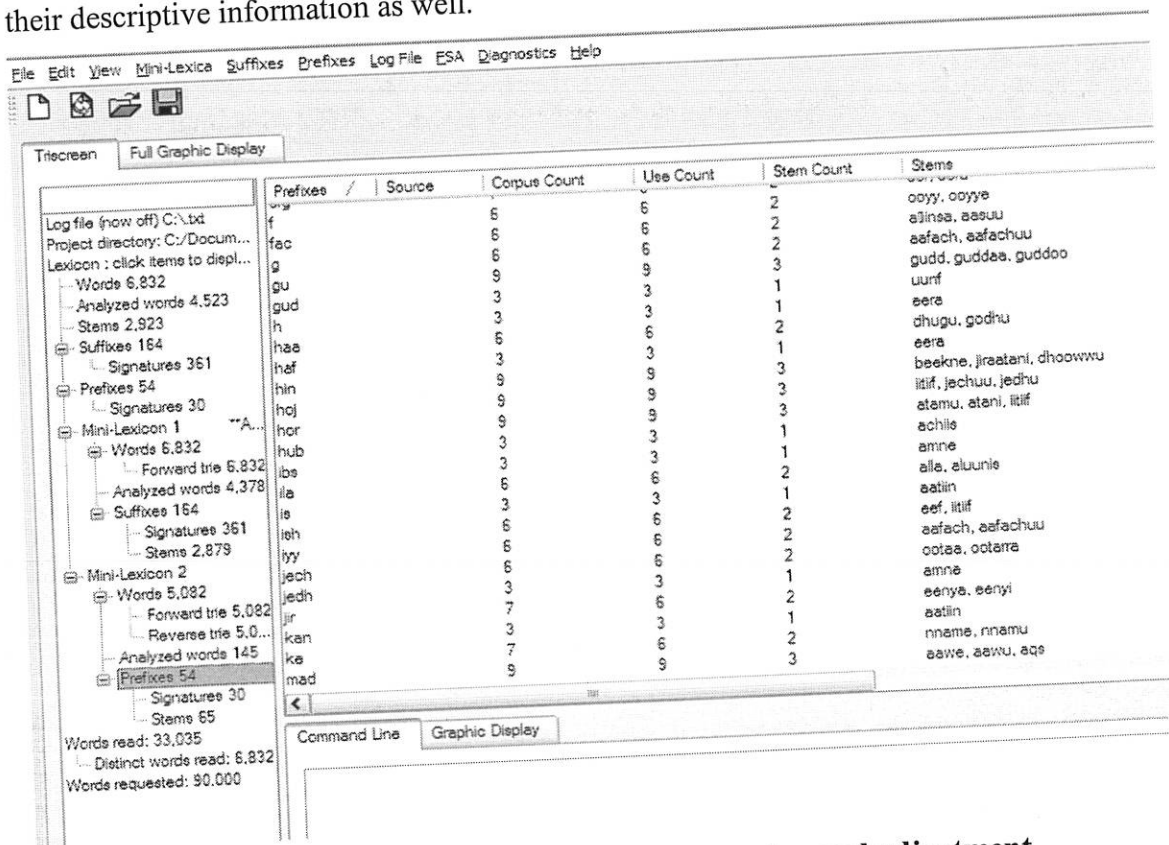 their descriptive information as well.
File Edit View Mini-Lexica Suffixes Prefixes Log File ESA Diagnostics Help
Triscreen Full Graphic Display
Log file (now off) C:\.txt
Project directory: C:/Docum...
Lexicon : click items to displ...
Words 6,832
Analyzed words 4,523
Stems 2,923
Suffixes 164
Signatures 361
Prefixes 54
Signatures 30
Mini-Lexicon 1 **A...
Words 6,832
Forward trie 6,832
Analyzed words 4,378
Suffixes 164
Signatures 361
Stems 2,879
Mini-Lexicon 2
Words 5,082
Forward trie 5,082
Reverse trie 5,0...
Analyzed words 145
Prefixes 54
Signatures 30
Stems 65
Words read: 33,035
Distinct words read: 6,832
Words requested: 90,000
Prefixes / Source Corpus Count Use Count Stem Count Stems
f 6 6 2 ooyy, ooyye
fac 6 6 2 aasuu
g 6 6 2 aafach, aafachuu
gu 9 9 3 gudd, guddaa, guddoo
gud 3 3 1 uunf
h 3 3 1 eera
haa 6 6 2 dhugu, godhu
haf 3 3 1 eera
hin 9 9 3 beekne, jiraatani, dhoowwu
hoj 9 9 3 iitiif, jechuu, jedhu
hor 9 9 3 atamu, atani, iitiif
hub 3 3 1 achiis
ibs 3 3 1 amne
ila 6 6 2 alla, aluunis
is 3 3 1 aatiin
ish 6 6 2 eef, iitiif
iyy 6 6 2 aafach, aafachuu
jech 6 6 2 ootaa, ootarra
jedh 3 3 1 amne
jir 7 6 2 eenya, eenyi
kan 3 3 1 aatiin
ke 7 6 2 nname, nnamu
mad 9 9 3 aawe, aawu, aqs
Command Line Graphic Display